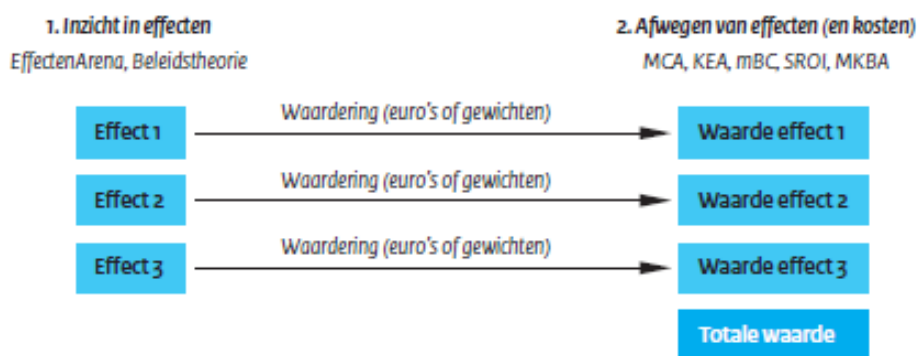 1. Inzicht in effecten
EffectenArena, Beleidstheorie
2. Afwegen van effecten (en kosten)
MCA, KEA, mBC, SROI, MKBA
Effect 1
Waardering (euro's of gewichten)
Waarde effect 1
Effect 2
Waardering (euro's of gewichten)
Waarde effect 2
Effect 3
Waardering (euro's of gewichten)
Waarde effect 3
Totale waarde